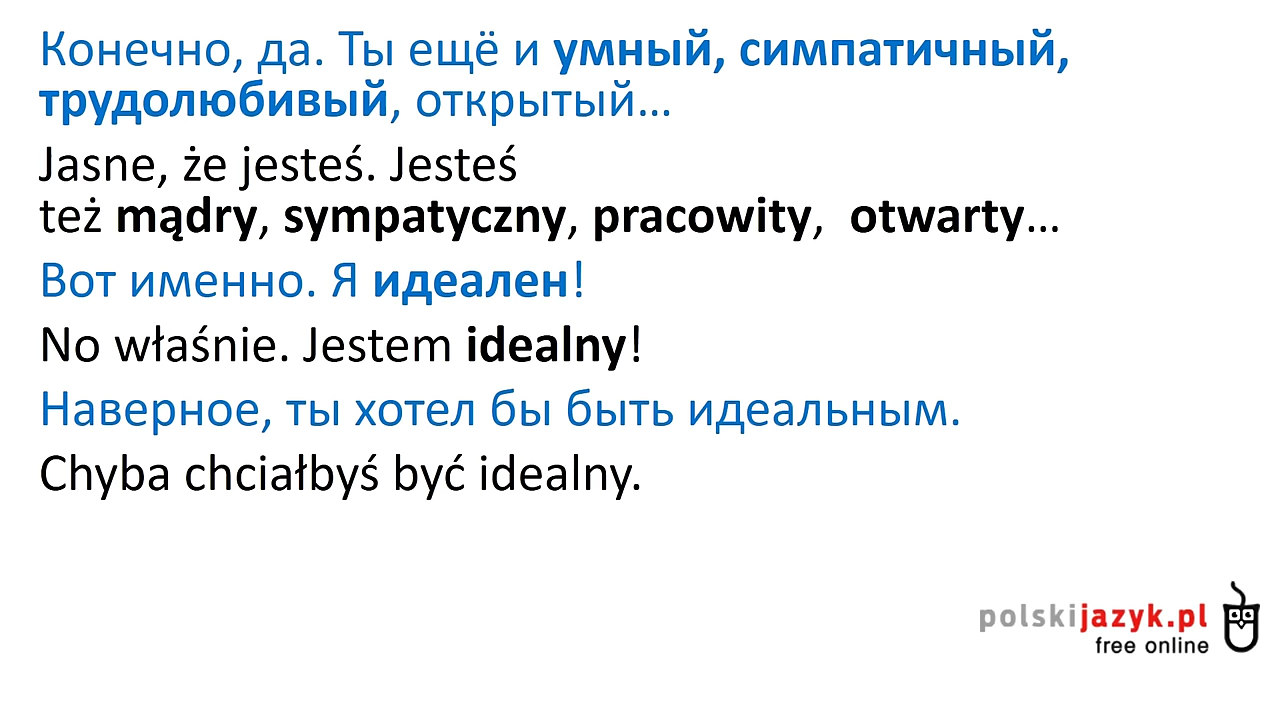 Конечно, да. Ты ещё и умный, симпатичный,
трудолюбивый, открытый...
Jasne, że jesteś. Jesteś
też mądry, sympatyczny, pracowity,  otwarty...
Вот именно. Я идеален!
No właśnie. Jestem idealny!
Наверное, ты хотел бы быть идеальным.
Chyba chciałbyś być idealny.
polskijazyk.pl
free online